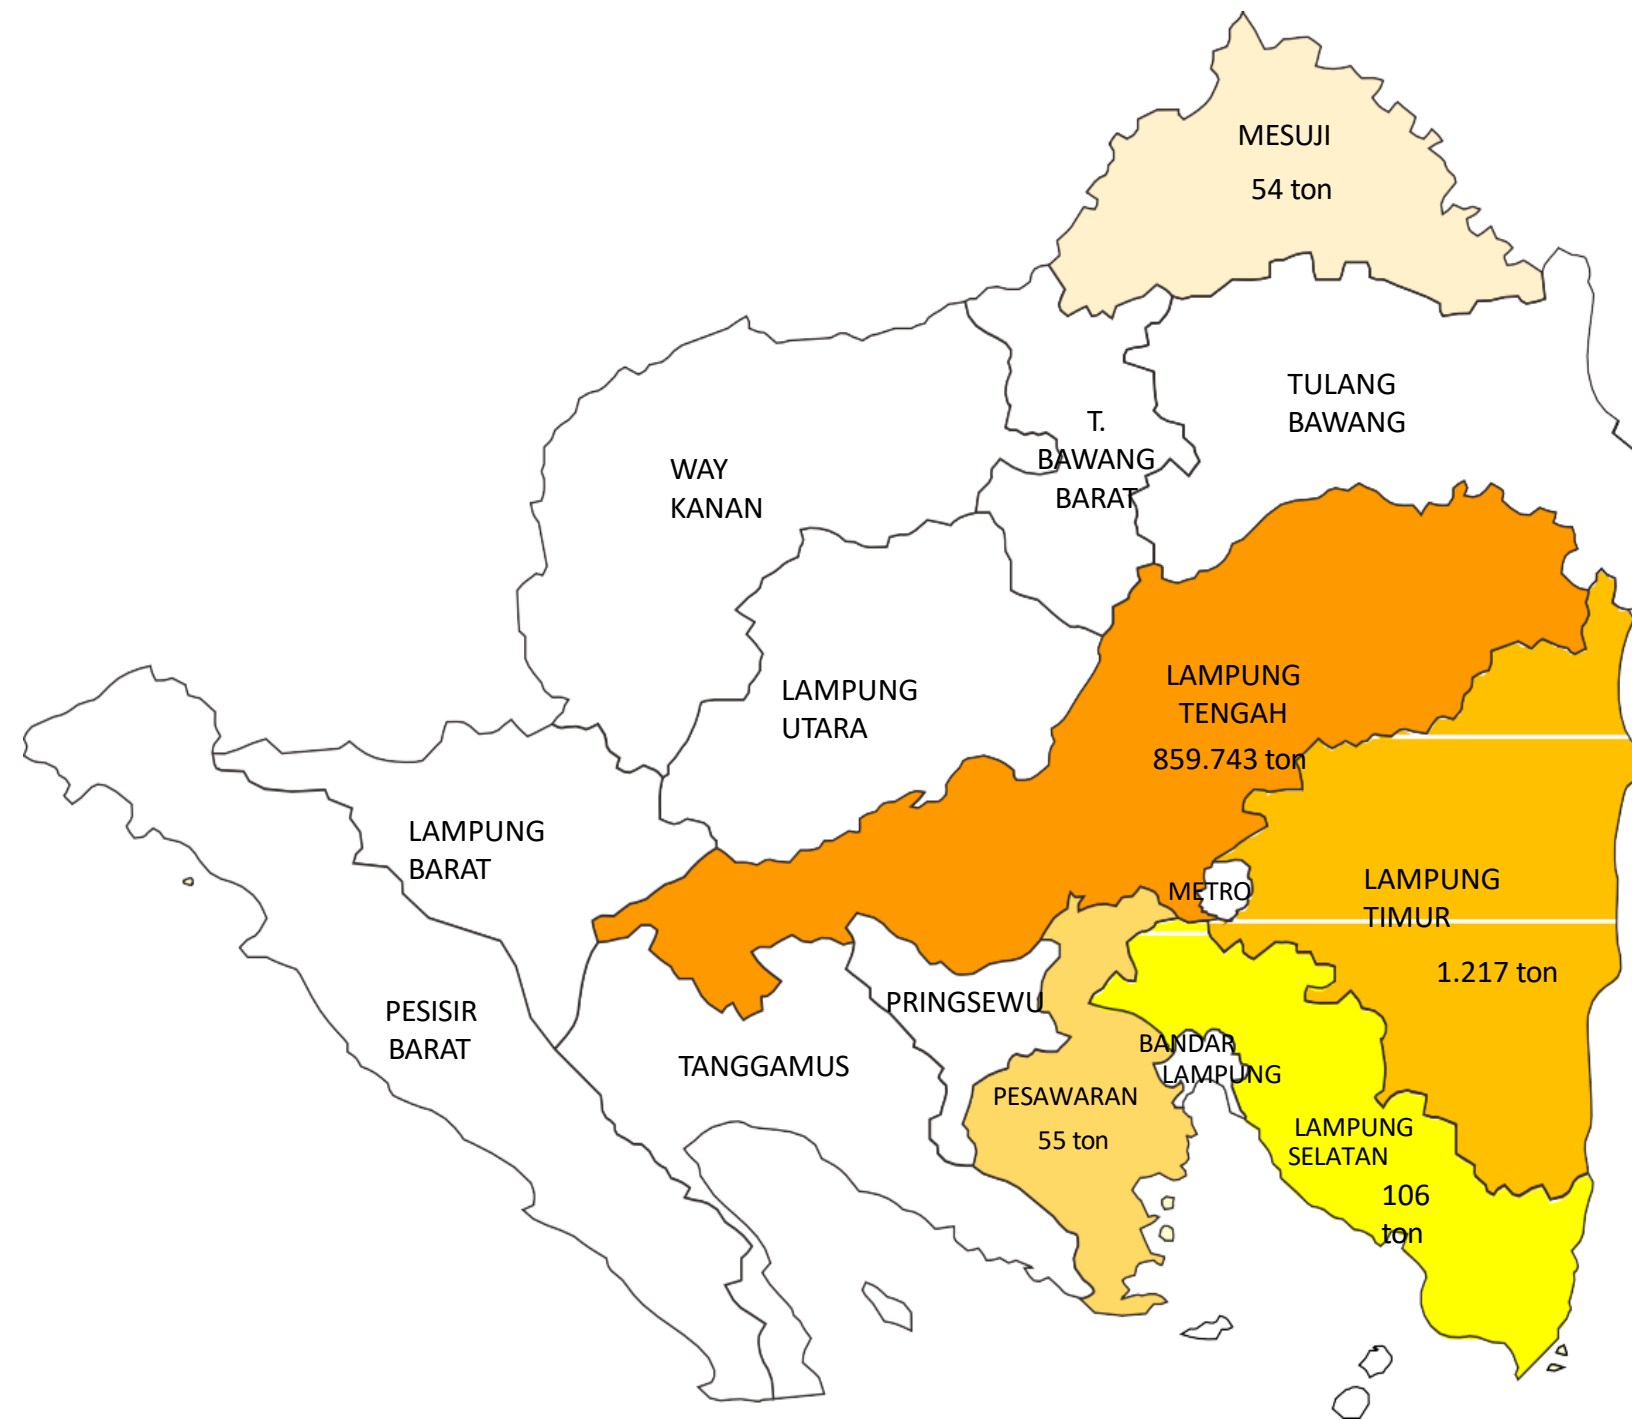 MESUJI
54 ton
TULANG
BAWANG
T.
BAWANG
BARAT
WAY
KANAN
LAMPUNG
TENGAH
859.743 ton
LAMPUNG
UTARA
LAMPUNG
BARAT
METRO
LAMPUNG
TIMUR
1.217 ton
PESISIR
BARAT
PRINGSEWU
TANGGAMUS
BANDAR
LAMPUNG
PESAWARAN
55 ton
LAMPUNG
SELATAN
106
ton